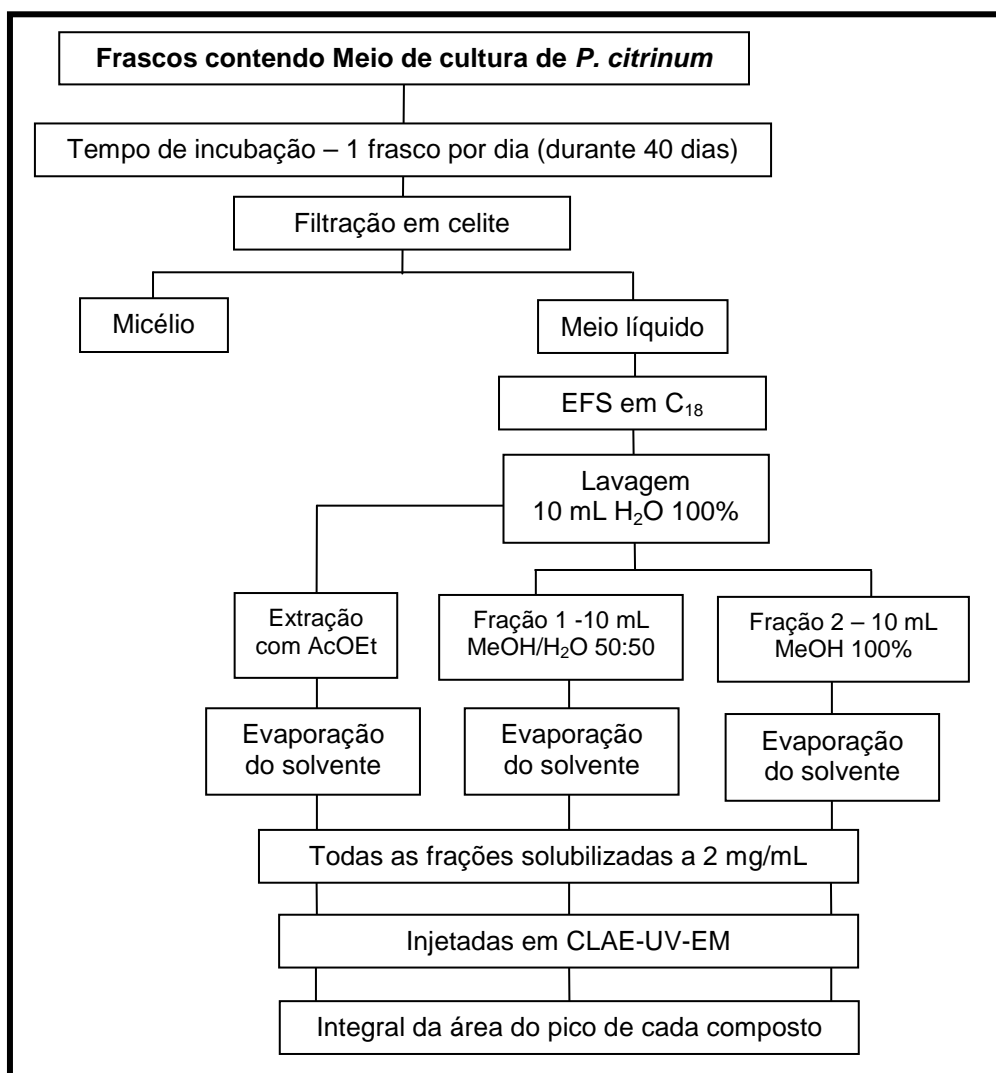 Frascos contendo Meio de cultura de P. citrinum
Tempo de incubação – 1 frasco por dia (durante 40 dias)
Filtração em celite
Micélio
Meio líquido
EFS em C₁₈
Lavagem
10 mL H₂O 100%
Extração
com AcOEt
Fração 1 -10 mL
MeOH/H₂O 50:50
Fração 2 – 10 mL
MeOH 100%
Evaporação
do solvente
Evaporação
do solvente
Evaporação
do solvente
Todas as frações solubilizadas a 2 mg/mL
Injetadas em CLAE-UV-EM
Integral da área do pico de cada composto